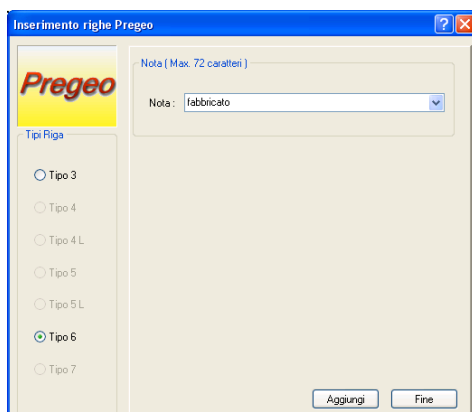 Inserimento righe Pregeo
Pregeo
Nota ( Max. 72 caratteri )
Nota : fabbricato
Tipi Riga
Tipo 3
Tipo 4
Tipo 4 L
Tipo 5
Tipo 5 L
Tipo 6
Tipo 7
Aggiungi Fine